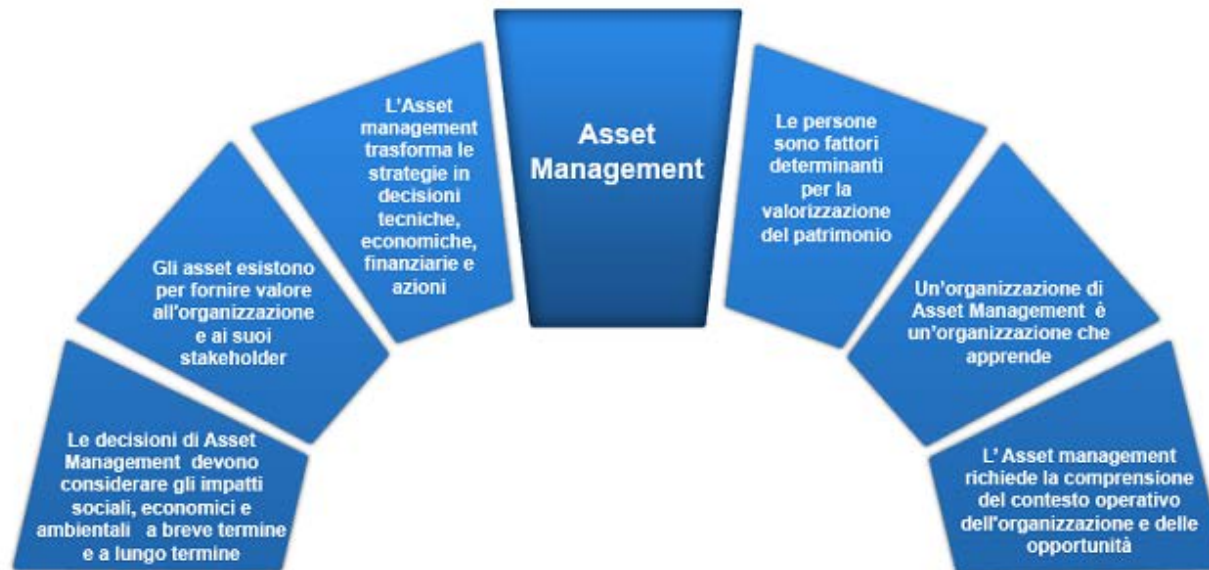 Le decisioni di Asset
Management devono
considerare gli impatti
sociali, economici e
ambientali a breve termine
e a lungo termine
Gli asset esistono
per fornire valore
all'organizzazione
e ai suoi
stakeholder
L'Asset
management
trasforma le
strategie in
decisioni
tecniche,
economiche,
finanziarie e
azioni
Asset
Management
Le persone
sono fattori
determinanti
per la
valorizzazione
del patrimonio
Un'organizzazione di
Asset Management è
un'organizzazione che
apprende
L' Asset management
richiede la comprensione
del contesto operativo
dell'organizzazione e delle
opportunità